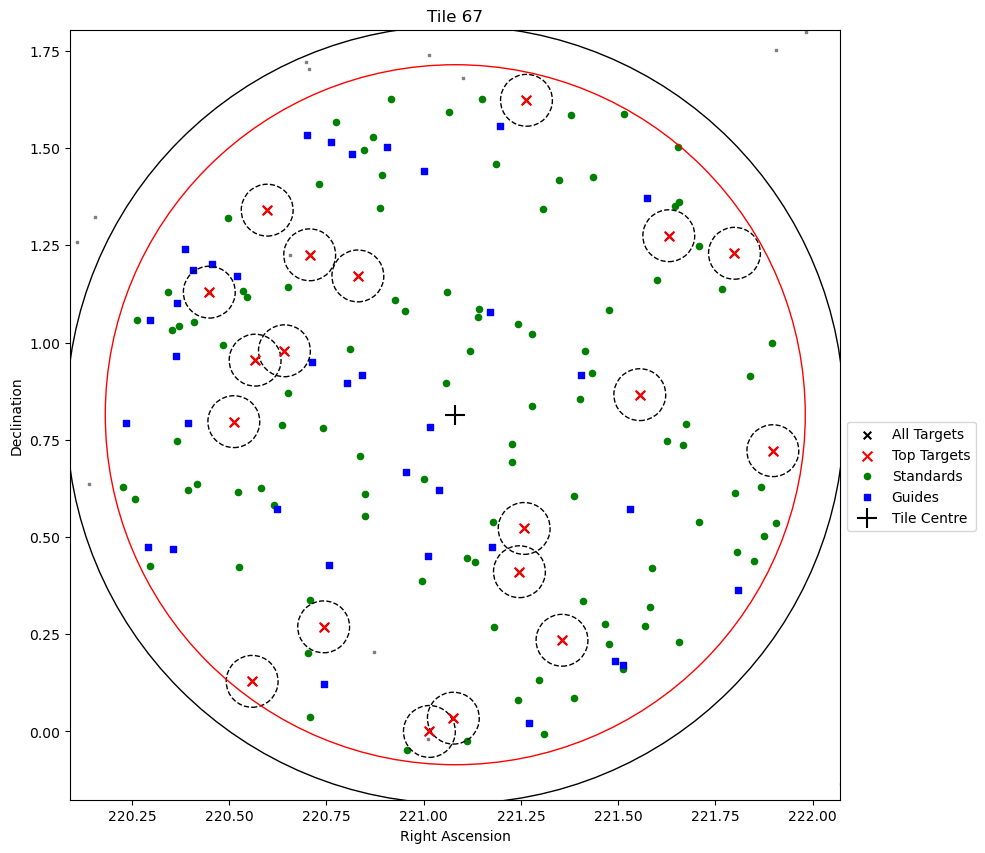 Tile 67
Declination
1.75
1.50
1.25
1.00
0.75
0.50
0.25
0.00
220.25 220.50 220.75 221.00 221.25 221.50 221.75 222.00
Right Ascension
All Targets
Top Targets
Standards
Guides
Tile Centre